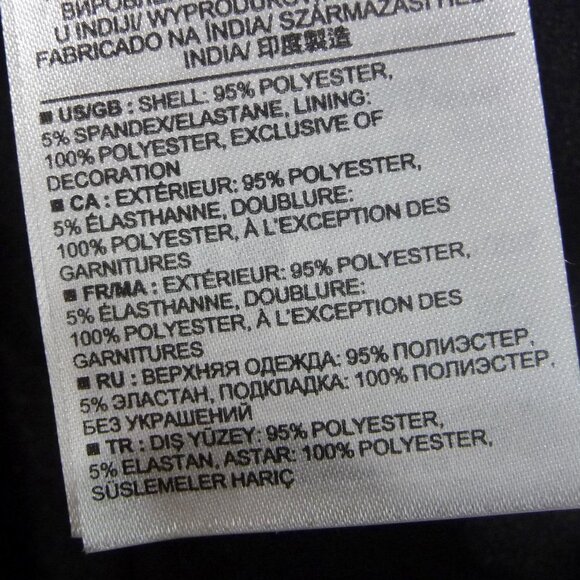 U INDIJI/ WYPRODUKOW
FABRICADO NA ÍNDIA/ SZÁRMAZÁSI HELY
INDIA/ 印度製造
■ US/GB : SHELL: 95% POLYESTER,
5% SPANDEX/ELASTANE, LINING:
100% POLYESTER, EXCLUSIVE OF
DECORATION
■ CA : EXTÉRIEUR: 95% POLYESTER,
5% ÉLASTHANNE, DOUBLURE:
100% POLYESTER, À L'EXCEPTION DES
GARNITURES
■ FR/MA : EXTÉRIEUR: 95% POLYESTER,
5% ÉLASTHANNE, DOUBLURE:
100% POLYESTER, À L'EXCEPTION DES
GARNITURES
■ RU : ВЕРХНЯЯ ОДЕЖДА: 95% ПОЛИЭСТЕР,
5% ЭЛАСТАН, ПОДКЛАДКА: 100% ПОЛИЭСТЕР,
БЕЗ УКРАШЕНИЙ
■ TR : DIŞ YÜZEY: 95% POLYESTER,
5% ELASTAN, ASTAR: 100% POLYESTER,
SÜSLEMELER HARİÇ